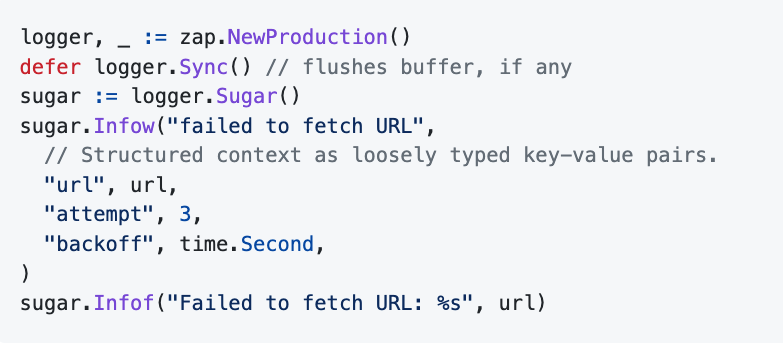 logger, _ := zap.NewProduction()
defer logger.Sync() // flushes buffer, if any
sugar := logger.Sugar()
sugar.Infow("failed to fetch URL",
  // Structured context as loosely typed key-value pairs.
  "url", url,
  "attempt", 3,
  "backoff", time.Second,
)
sugar.Infof("Failed to fetch URL: %s", url)